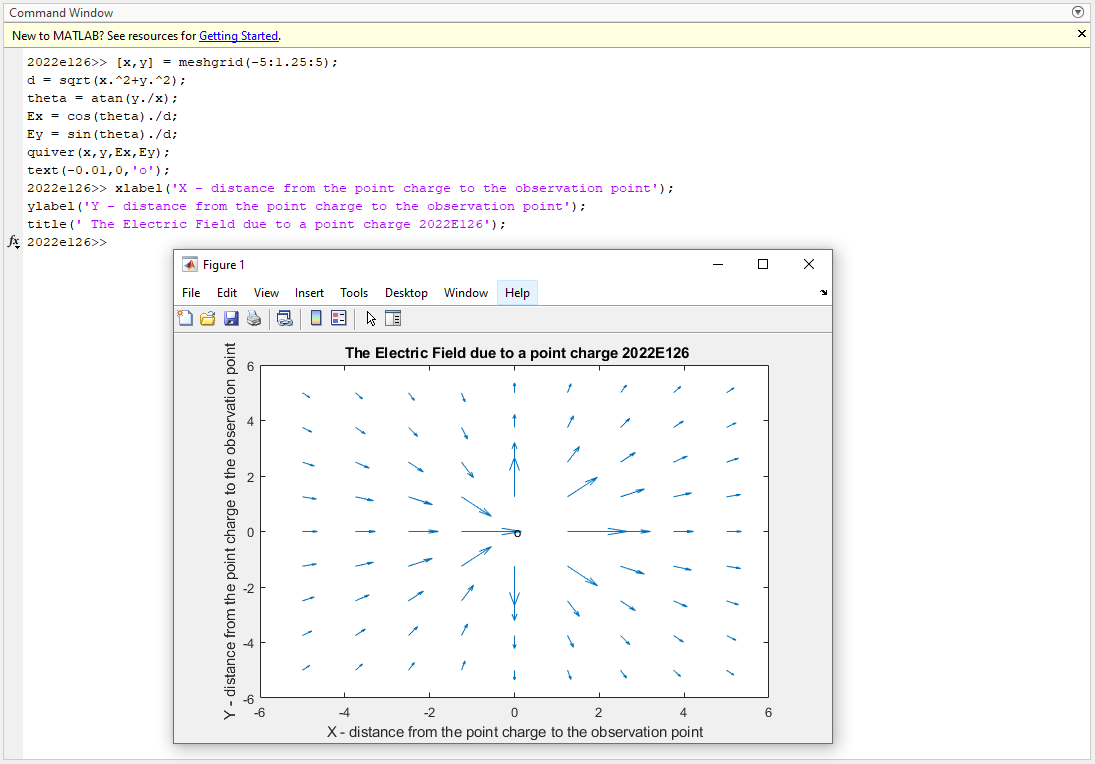 Command Window
New to MATLAB? See resources for Getting Started.
2022e126>> [x,y] = meshgrid(-5:1.25:5);
d = sqrt(x.^2+y.^2);
theta = atan(y./x);
Ex = cos(theta)./d;
Ey = sin(theta)./d;
quiver(x,y,Ex,Ey);
text(-0.01,0,'o');
2022e126>> xlabel('X - distance from the point charge to the observation point');
ylabel('Y - distance from the point charge to the observation point');
title(' The Electric Field due to a point charge 2022E126');
fx 2022e126>>
Figure 1
File Edit View Insert Tools Desktop Window Help
The Electric Field due to a point charge 2022E126
Y - distance from the point charge to the observation point
6
4
2
0
-2
-4
-6
o
-6 -4 -2 0 2 4 6
X - distance from the point charge to the observation point